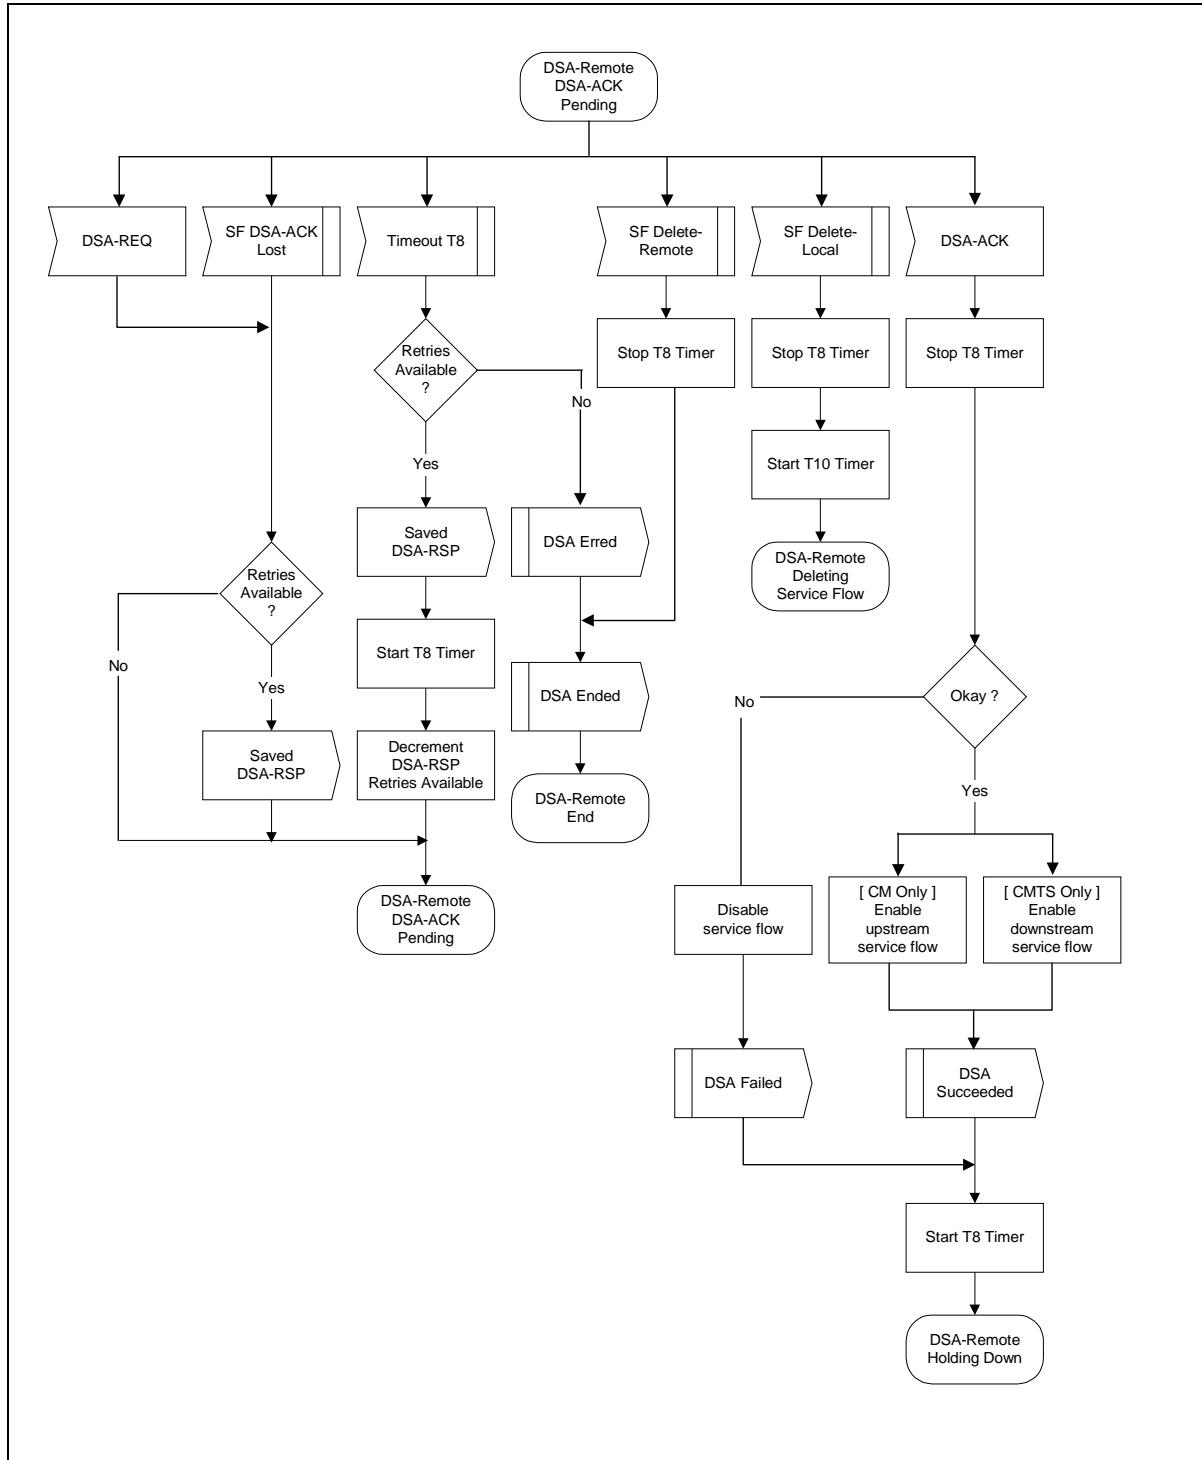 DSA-Remote
DSA-ACK
Pending
DSA-REQ
SF DSA-ACK
Lost
Timeout T8
SF Delete-
Remote
SF Delete-
Local
DSA-ACK
Retries
Available
?
Stop T8 Timer
Stop T8 Timer
Stop T8 Timer
No
Yes
Start T10 Timer
Saved
DSA-RSP
DSA Erred
DSA-Remote
Deleting
Service Flow
Retries
Available
?
No
Yes
Start T8 Timer
DSA Ended
No
Okay ?
Saved
DSA-RSP
Decrement
DSA-RSP
Retries Available
DSA-Remote
End
Yes
DSA-Remote
DSA-ACK
Pending
Disable
service flow
[ CM Only ]
Enable
upstream
service flow
[ CMTS Only ]
Enable
downstream
service flow
DSA Failed
DSA
Succeeded
Start T8 Timer
DSA-Remote
Holding Down